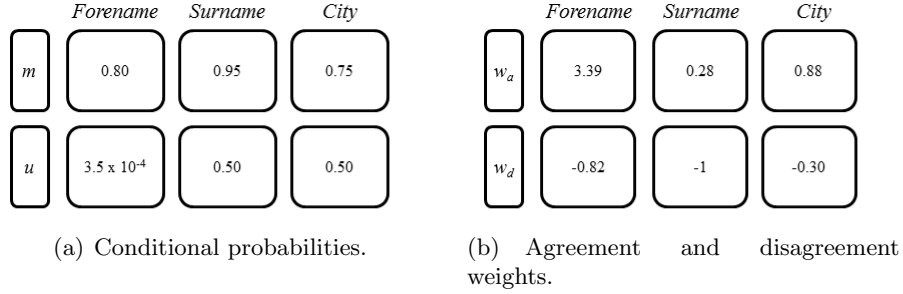 Forename Surname City
m 0.80 0.95 0.75
u 3.5 x 10⁻⁴ 0.50 0.50
(a) Conditional probabilities.
Forename Surname City
wₐ 3.39 0.28 0.88
w_d -0.82 -1 -0.30
(b) Agreement and disagreement
weights.